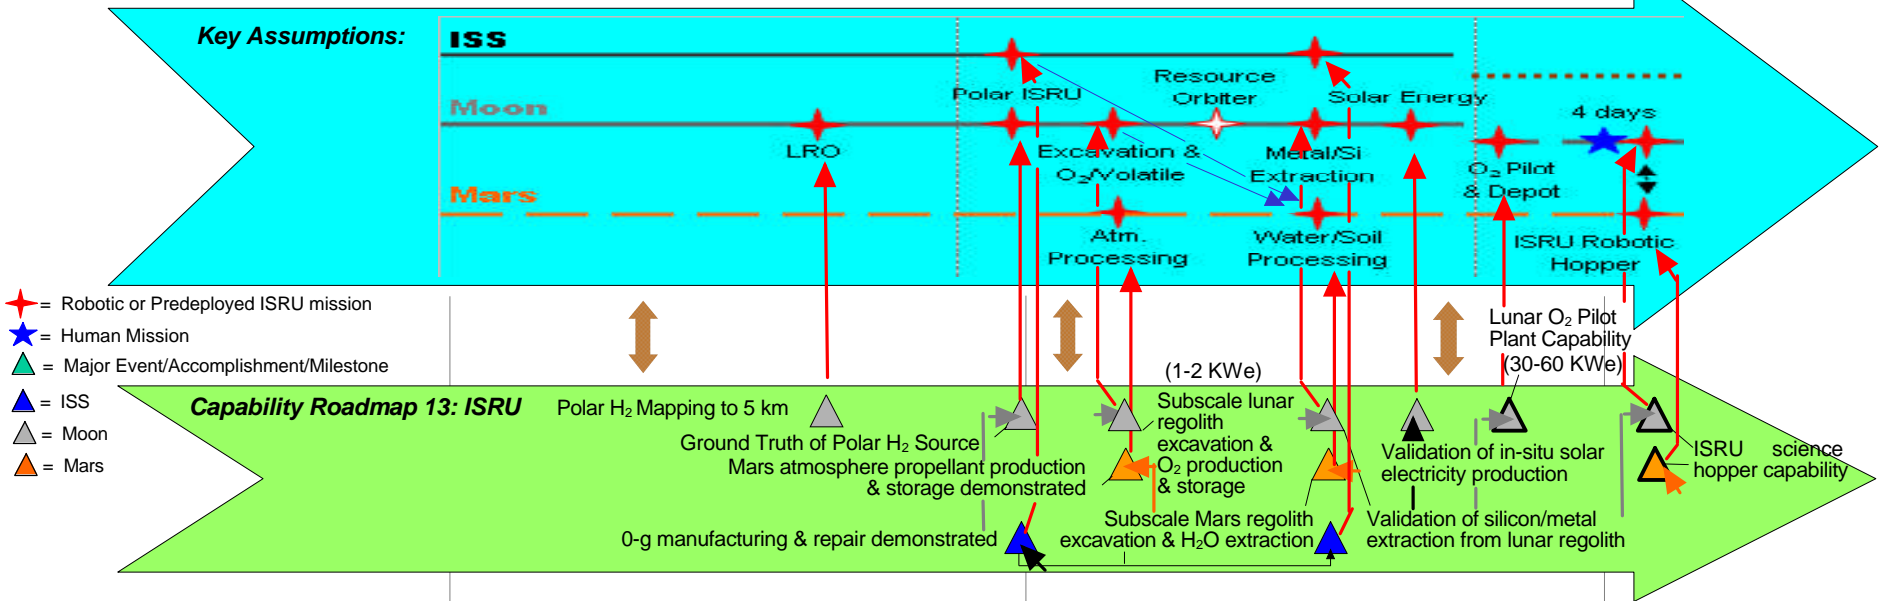 Key Assumptions:
ISS
Polar ISRU
Resource
Orbiter
Solar Energy
Moon
4 days
LRO
Excavation &
O₂/Volatile
Metal/Si
Extraction
O₂ Pilot
& Depot
Mars
Atm.
Processing
Water/Soil
Processing
ISRU Robotic
Hopper
= Robotic or Predeployed ISRU mission
= Human Mission
= Major Event/Accomplishment/Milestone
= ISS
= Moon
= Mars
Lunar O₂ Pilot
Plant Capability
(30-60 KWe)
(1-2 KWe)
Capability Roadmap 13: ISRU
Polar H₂ Mapping to 5 km
Ground Truth of Polar H₂ Source
Mars atmosphere propellant production
& storage demonstrated
Subscale lunar
regolith
excavation &
O₂ production
& storage
Validation of in-situ solar
electricity production
ISRU science
hopper capability
0-g manufacturing & repair demonstrated
Subscale Mars regolith
excavation & H₂O extraction
Validation of silicon/metal
extraction from lunar regolith